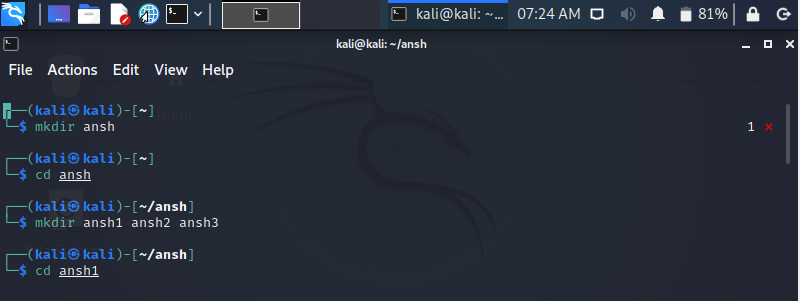 kali@kali: ~... 07:24 AM 81%
kali@kali: ~/ansh
File Actions Edit View Help
┌──(kali㉿kali)-[~]
└─$ mkdir ansh 1 ⨯
┌──(kali㉿kali)-[~]
└─$ cd ansh
┌──(kali㉿kali)-[~/ansh]
└─$ mkdir ansh1 ansh2 ansh3
┌──(kali㉿kali)-[~/ansh]
└─$ cd ansh1